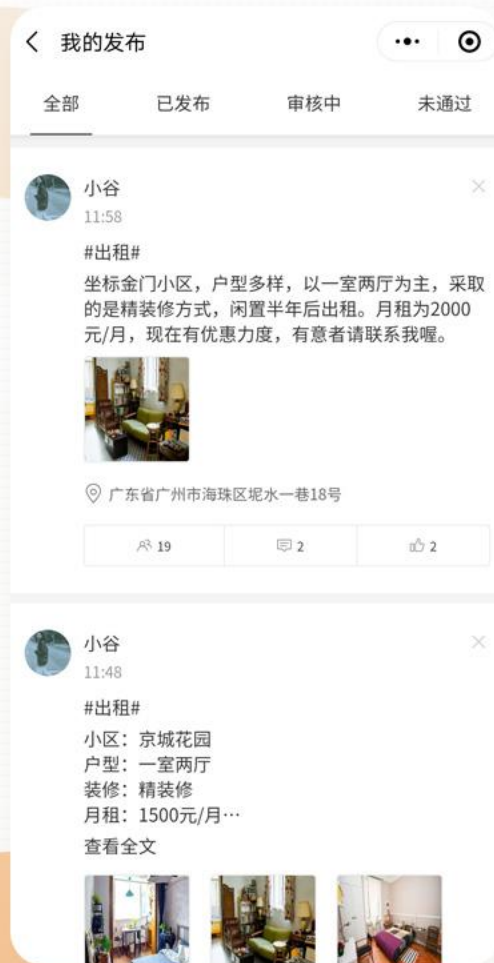 我的发布
全部 已发布 审核中 未通过
小谷
11:58
#出租#
坐标金门小区，户型多样，以一室两厅为主，采取
的是精装修方式，闲置半年后出租。月租为2000
元/月，现在有优惠力度，有意者请联系我喔。
广东省广州市海珠区坭水一巷18号
19 2 2
小谷
11:48
#出租#
小区：京城花园
户型：一室两厅
装修：精装修
月租：1500元/月…
查看全文